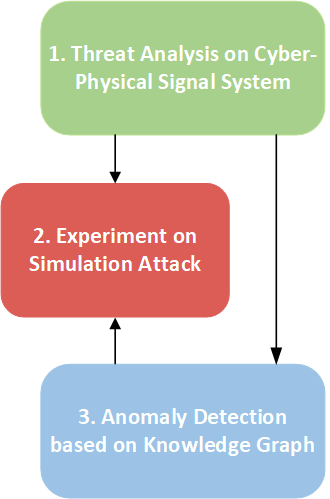 1. Threat Analysis on Cyber-
Physical Signal System
2. Experiment on
Simulation Attack
3. Anomaly Detection
based on Knowledge Graph